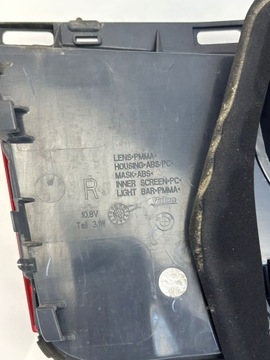 LENS•PMMA•
HOUSING•ABS+PC•
MASK•ABS•
INNER SCREEN•PC•
LIGHT BAR•PMMA•
R
Valeo
10.8V
Tail 3.1W